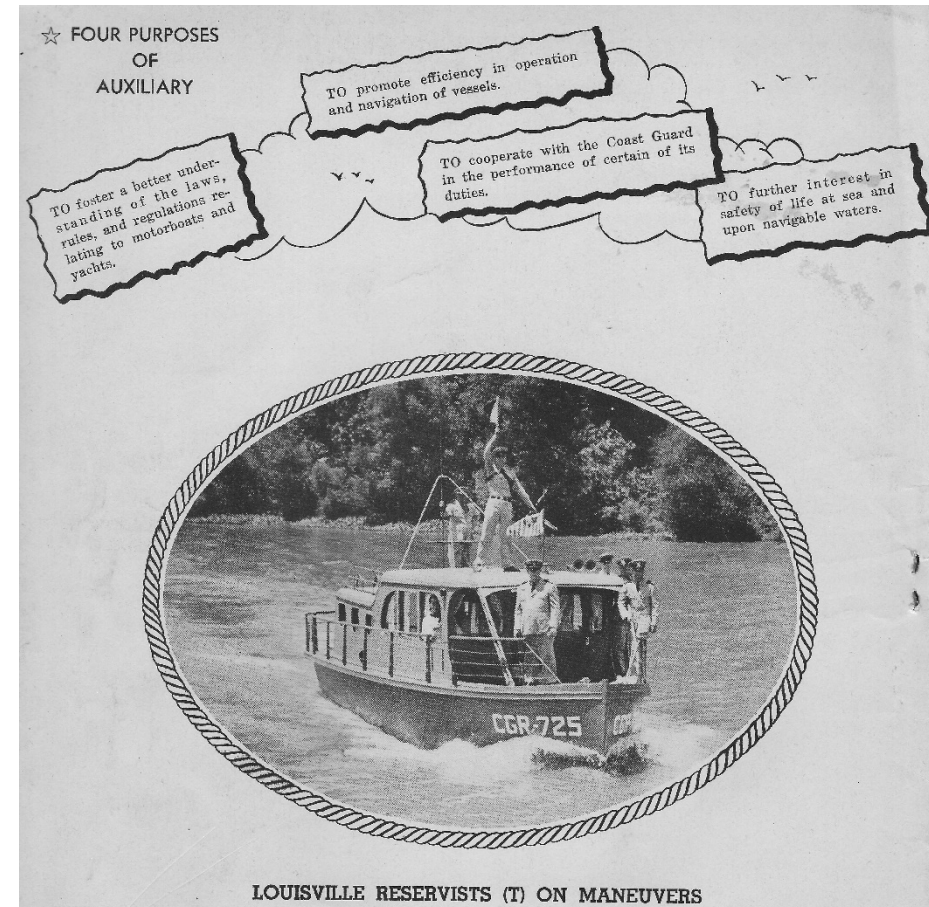 ☆ FOUR PURPOSES
OF
AUXILIARY
TO foster a better under-
standing of the laws,
rules, and regulations re-
lating to motorboats and
yachts.
TO promote efficiency in operation
and navigation of vessels.
TO cooperate with the Coast Guard
in the performance of certain of its
duties.
TO further interest in
safety of life at sea and
upon navigable waters.
CGR-725
LOUISVILLE RESERVISTS (T) ON MANEUVERS